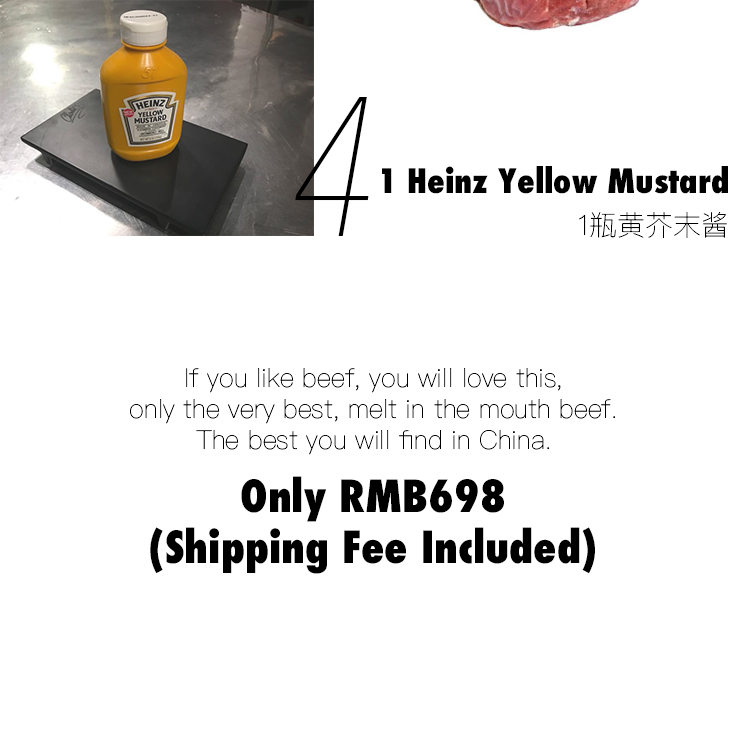 HEINZ
YELLOW
MUSTARD
4
1 Heinz Yellow Mustard
1瓶黄芥末酱
If you like beef, you will love this,
only the very best, melt in the mouth beef.
The best you will find in China.
Only RMB698
(Shipping Fee Included)